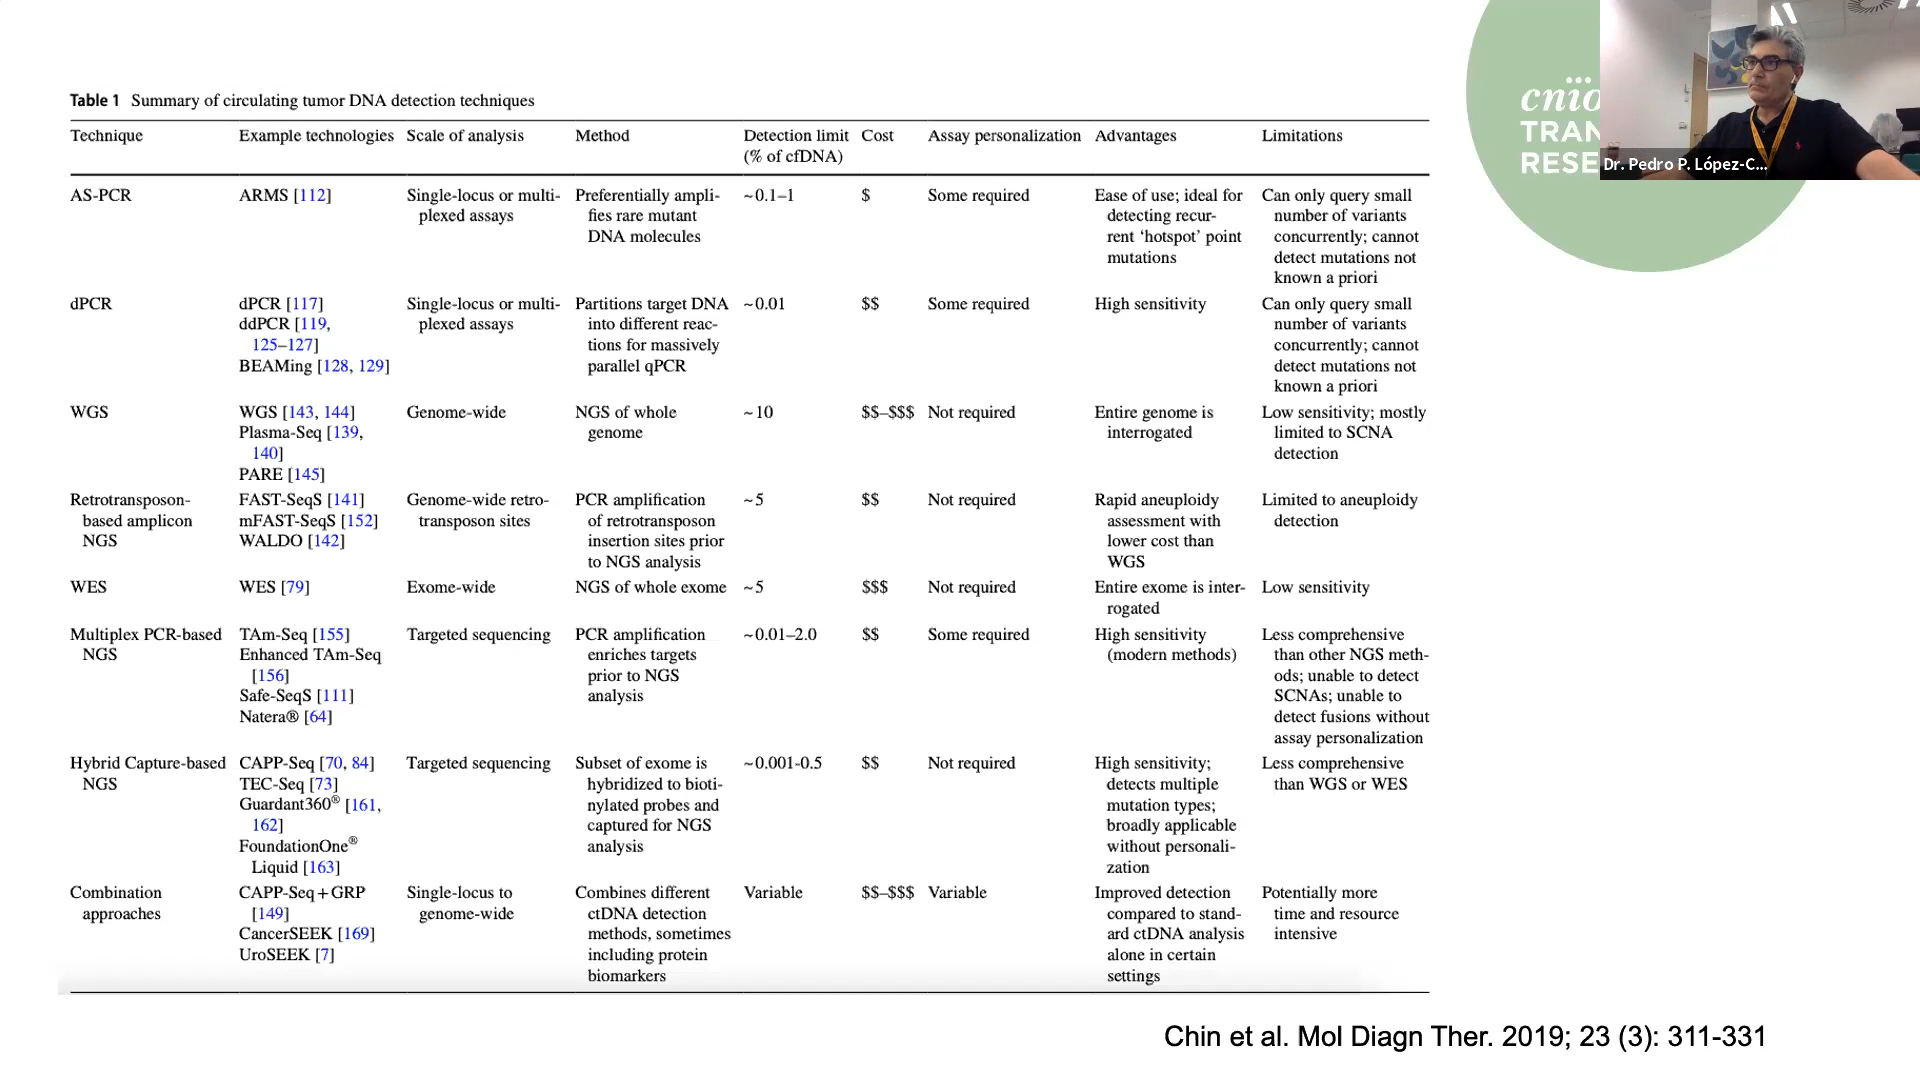 Table 1 Summary of circulating tumor DNA detection techniques
Technique Example technologies Scale of analysis Method Detection limit (% of cfDNA) Cost Assay personalization Advantages Limitations
AS-PCR
ARMS [112]
Single-locus or multi-
plexed assays
Preferentially ampli-
fies rare mutant
DNA molecules
~0.1–1
$
Some required
Ease of use; ideal for
detecting recur-
rent ‘hotspot’ point
mutations
Can only query small
number of variants
concurrently; cannot
detect mutations not
known a priori
dPCR
dPCR [117]
ddPCR [119,
125–127]
BEAMing [128, 129]
Single-locus or multi-
plexed assays
Partitions target DNA
into different reac-
tions for massively
parallel qPCR
~0.01
$$
Some required
High sensitivity
Can only query small
number of variants
concurrently; cannot
detect mutations not
known a priori
WGS
WGS [143, 144]
Plasma-Seq [139,
140]
PARE [145]
Genome-wide
NGS of whole
genome
~10
$$–$$$
Not required
Entire genome is
interrogated
Low sensitivity; mostly
limited to SCNA
detection
Retrotransposon-
based amplicon
NGS
FAST-SeqS [141]
mFAST-SeqS [152]
WALDO [142]
Genome-wide retro-
transposon sites
PCR amplification
of retrotransposon
insertion sites prior
to NGS analysis
~5
$$
Not required
Rapid aneuploidy
assessment with
lower cost than
WGS
Limited to aneuploidy
detection
WES
WES [79]
Exome-wide
NGS of whole exome
~5
$$$
Not required
Entire exome is inter-
rogated
Low sensitivity
Multiplex PCR-based
NGS
TAm-Seq [155]
Enhanced TAm-Seq
[156]
Safe-SeqS [111]
Natera® [64]
Targeted sequencing
PCR amplification
enriches targets
prior to NGS
analysis
~0.01–2.0
$$
Some required
High sensitivity
(modern methods)
Less comprehensive
than other NGS meth-
ods; unable to detect
SCNAs; unable to
detect fusions without
assay personalization
Hybrid Capture-based
NGS
CAPP-Seq [70, 84]
TEC-Seq [73]
Guardant360® [161,
162]
FoundationOne®
Liquid [163]
Targeted sequencing
Subset of exome is
hybridized to bioti-
nylated probes and
captured for NGS
analysis
~0.001-0.5
$$
Not required
High sensitivity;
detects multiple
mutation types;
broadly applicable
without personali-
zation
Less comprehensive
than WGS or WES
Combination
approaches
CAPP-Seq+GRP
[149]
CancerSEEK [169]
UroSEEK [7]
Single-locus to
genome-wide
Combines different
ctDNA detection
methods, sometimes
including protein
biomarkers
Variable
$$–$$$
Variable
Improved detection
compared to stand-
ard ctDNA analysis
alone in certain
settings
Potentially more
time and resource
intensive
Chin et al. Mol Diagn Ther. 2019; 23 (3): 311-331
cnio
TRAN
RESE
Dr. Pedro P. López-C...